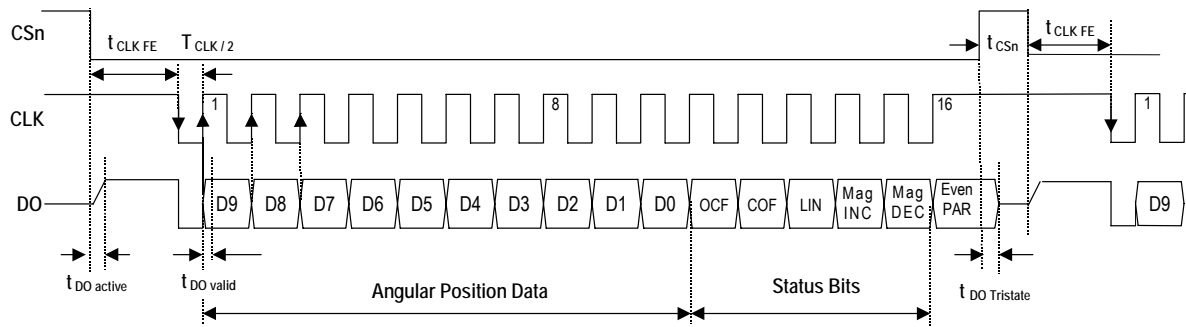 CSn
t CLK FE
T CLK / 2
t CSn
t CLK FE
CLK
1
8
16
1
DO
D9
D8
D7
D6
D5
D4
D3
D2
D1
D0
OCF
COF
LIN
Mag INC
Mag DEC
Even PAR
D9
t DO active
t DO valid
Angular Position Data
Status Bits
t DO Tristate